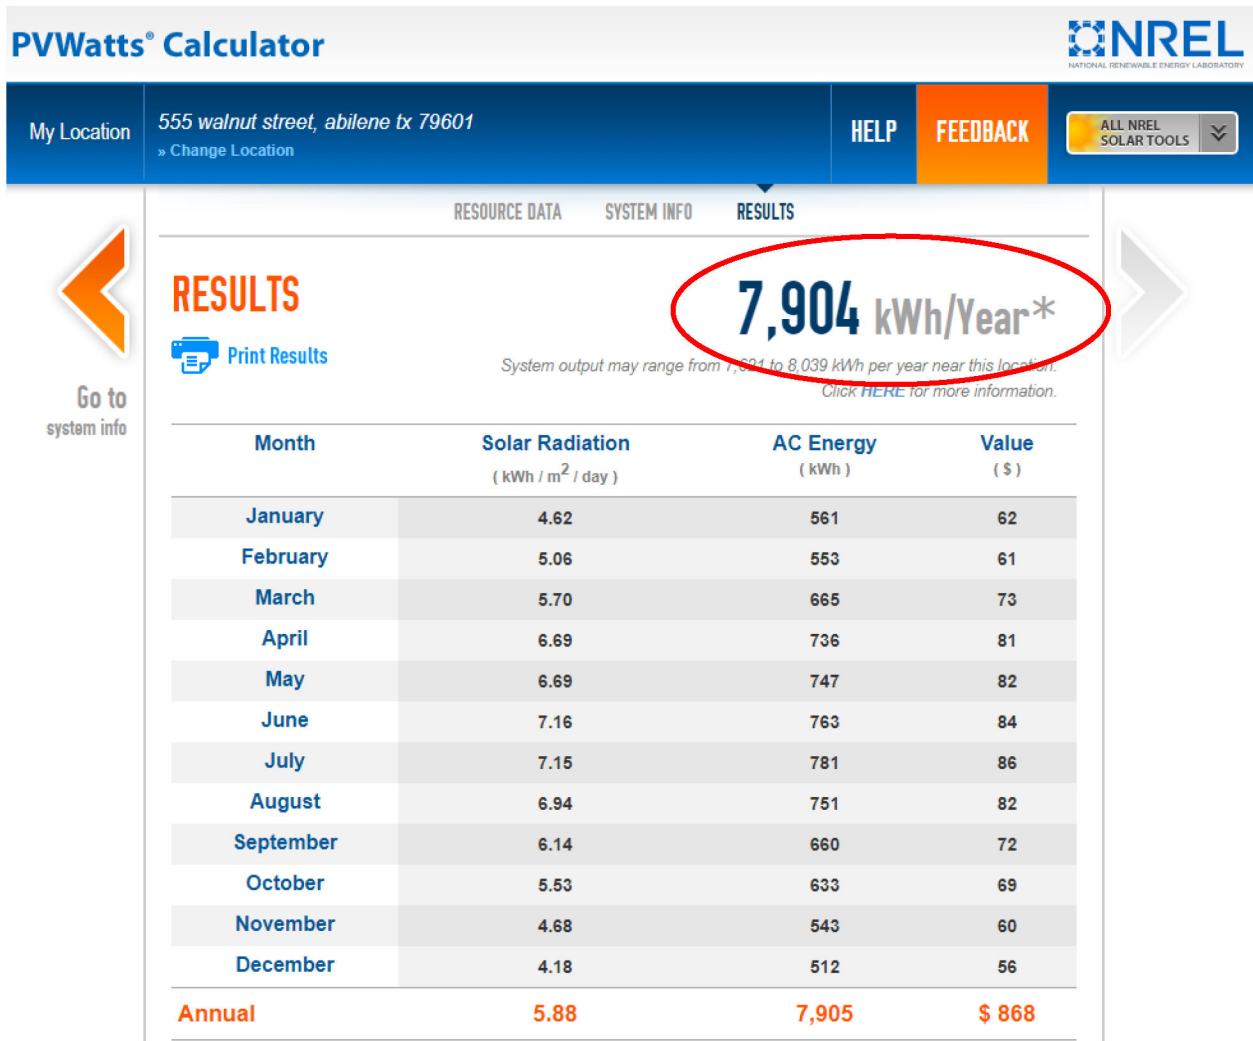 PVWatts® Calculator
NREL
NATIONAL RENEWABLE ENERGY LABORATORY
My Location
555 walnut street, abilene tx 79601
» Change Location
HELP
FEEDBACK
ALL NREL
SOLAR TOOLS
RESOURCE DATA SYSTEM INFO RESULTS
RESULTS
7,904 kWh/Year*
Print Results
System output may range from 7,621 to 8,039 kWh per year near this location.
Click HERE for more information.
Go to
system info
Month Solar Radiation AC Energy Value
( kWh / m2 / day ) ( kWh ) ( $ )
January 4.62 561 62
February 5.06 553 61
March 5.70 665 73
April 6.69 736 81
May 6.69 747 82
June 7.16 763 84
July 7.15 781 86
August 6.94 751 82
September 6.14 660 72
October 5.53 633 69
November 4.68 543 60
December 4.18 512 56
Annual 5.88 7,905 $ 868